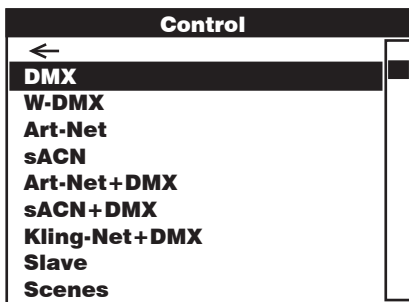 Control
←
DMX
W-DMX
Art-Net
sACN
Art-Net+DMX
sACN+DMX
Kling-Net+DMX
Slave
Scenes